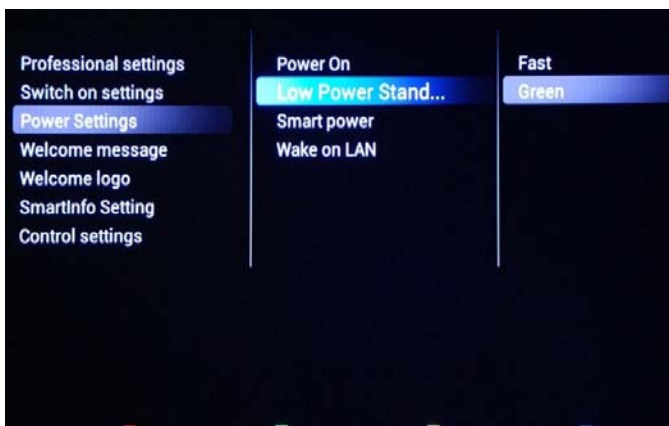 Professional settings
Switch on settings
Power Settings
Welcome message
Welcome logo
SmartInfo Setting
Control settings
Power On
Low Power Stand...
Smart power
Wake on LAN
Fast
Green